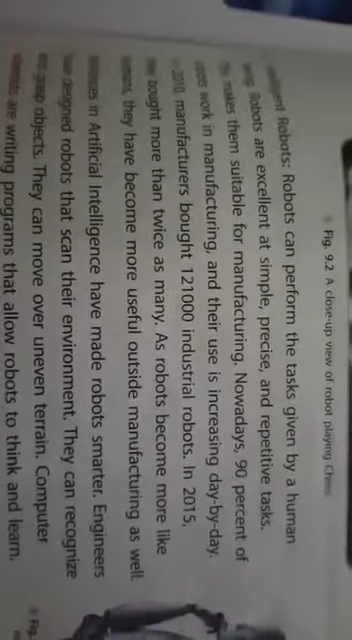 Fig. 9.2 A close-up view of robot playing Chess
Robots: Robots can perform the tasks given by a human
Robots are excellent at simple, precise, and repetitive tasks.
makes them suitable for manufacturing. Nowadays, 90 percent of
work in manufacturing, and their use is increasing day-by-day.
2010, manufacturers bought 121000 industrial robots. In 2015,
bought more than twice as many. As robots become more like
they have become more useful outside manufacturing as well.
in Artificial Intelligence have made robots smarter. Engineers
designed robots that scan their environment. They can recognize
grasp objects. They can move over uneven terrain. Computer
are writing programs that allow robots to think and learn.
Fig.